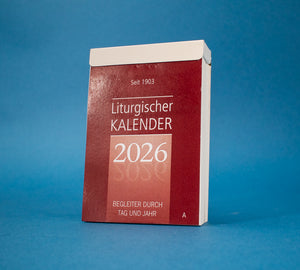 Seit 1903
Liturgischer
KALENDER
2026
BEGLEITER DURCH
TAG UND JAHR
A